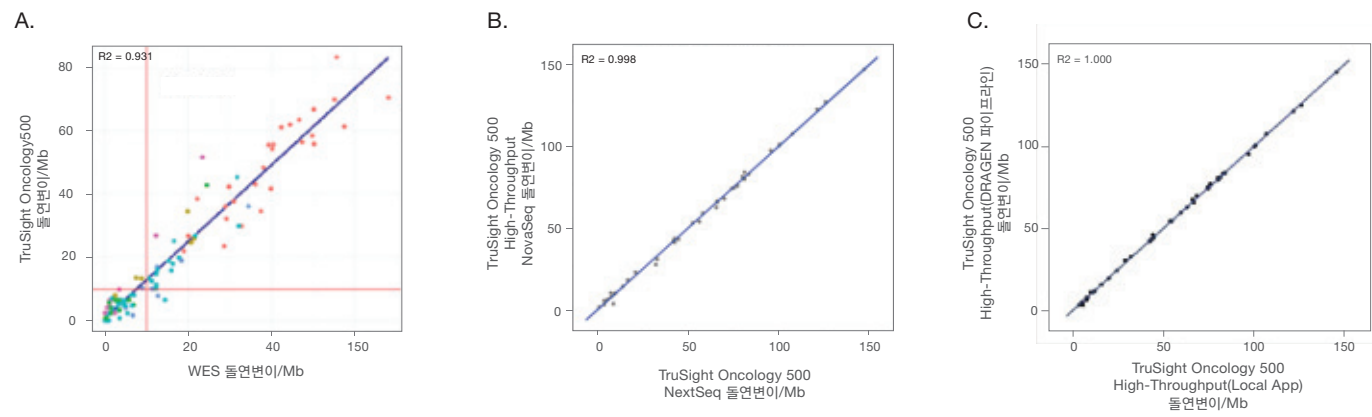 A.
R2 = 0.931
80
60
40
20
0
TruSight Oncology500
돌연변이/Mb
0
20
40
150
WES 돌연변이/Mb
B.
R2 = 0.998
150
100
50
0
TruSight Oncology 500
High-Throughput
NovaSeq 돌연변이/Mb
0
50
100
150
TruSight Oncology 500
NextSeq 돌연변이/Mb
C.
R2 = 1.000
150
100
50
0
TruSight Oncology 500
High-Throughput(DRAGEN 파이프라인)
돌연변이/Mb
0
50
100
150
TruSight Oncology 500
High-Throughput(Local App)
돌연변이/Mb